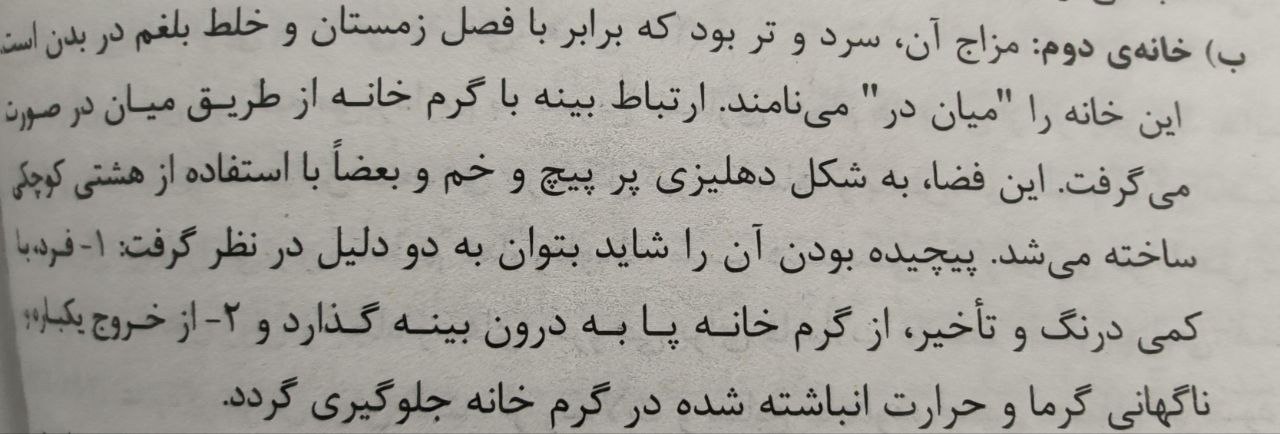 ب) خانه‌ی دوم: مزاج آن، سرد و تر بود که برابر با فصل زمستان و خلط بلغم در بدن است.
این خانه را "میان در" می‌نامند. ارتباط بینه با گرم خانه از طریق میان در صورت
می‌گرفت. این فضا، به شکل دهلیزی پر پیچ و خم و بعضاً با استفاده از هشتی کوچکی
ساخته می‌شد. پیچیده بودن آن را شاید بتوان به دو دلیل در نظر گرفت: ۱- فرد، با
کمی درنگ و تأخیر، از گرم خانه پا به درون بینه گذارد و ۲- از خروج یکباره و
ناگهانی گرما و حرارت انباشته شده در گرم خانه جلوگیری گردد.